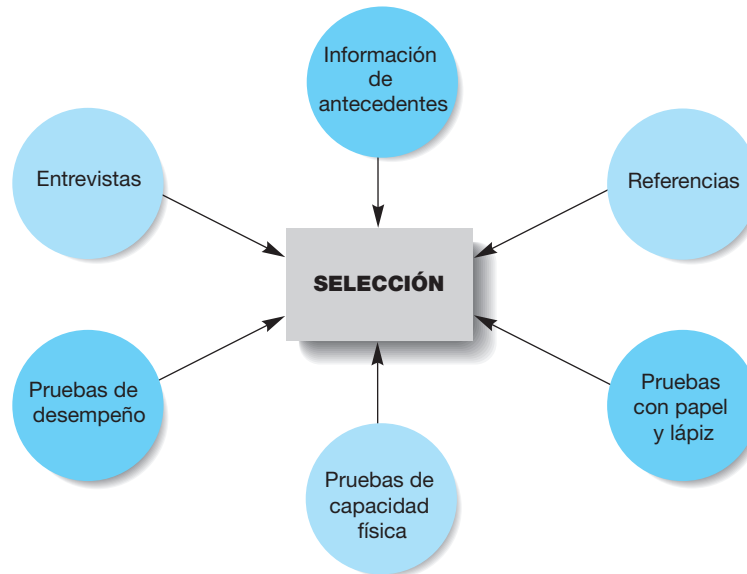 Información
de
antecedentes
Entrevistas
Referencias
SELECCIÓN
Pruebas de
desempeño
Pruebas
con papel
y lápiz
Pruebas de
capacidad
física